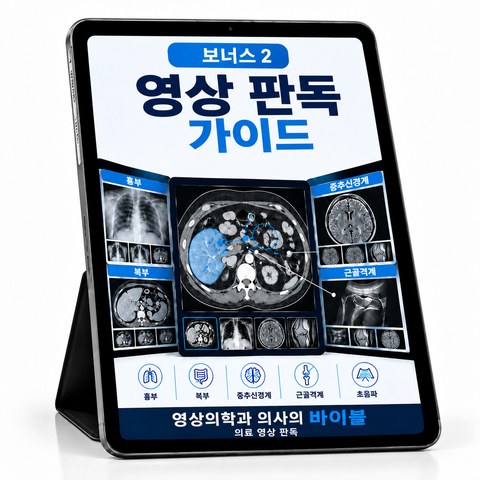 보너스 2
영상 판독
가이드
흉부
중추신경계
복부
근골격계
흉부
복부
중추신경계
근골격계
초음파
영상의학과 의사의 바이블
의료 영상 판독